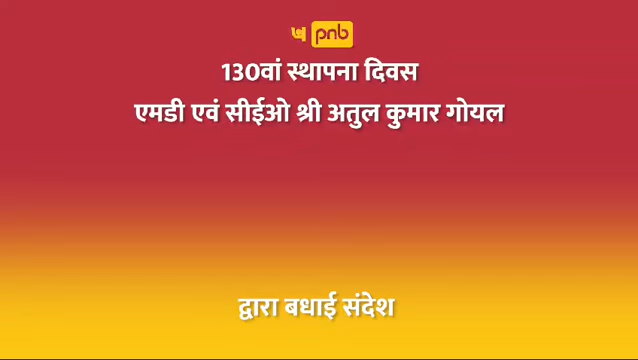 pnb
130वां स्थापना दिवस
एमडी एवं सीईओ श्री अतुल कुमार गोयल
द्वारा बधाई संदेश